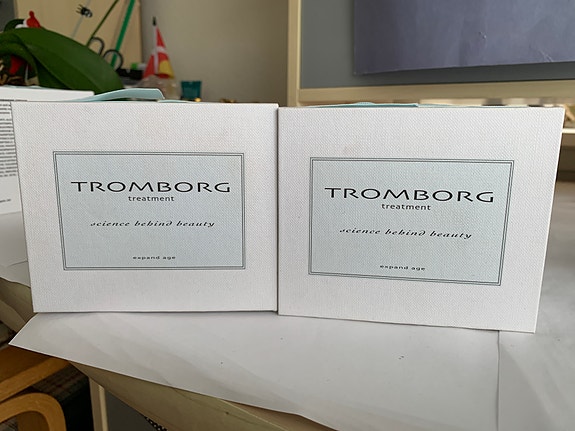 TROMBORG
treatment
science behind beauty
expand age
TROMBORG
treatment
science behind beauty
expand age